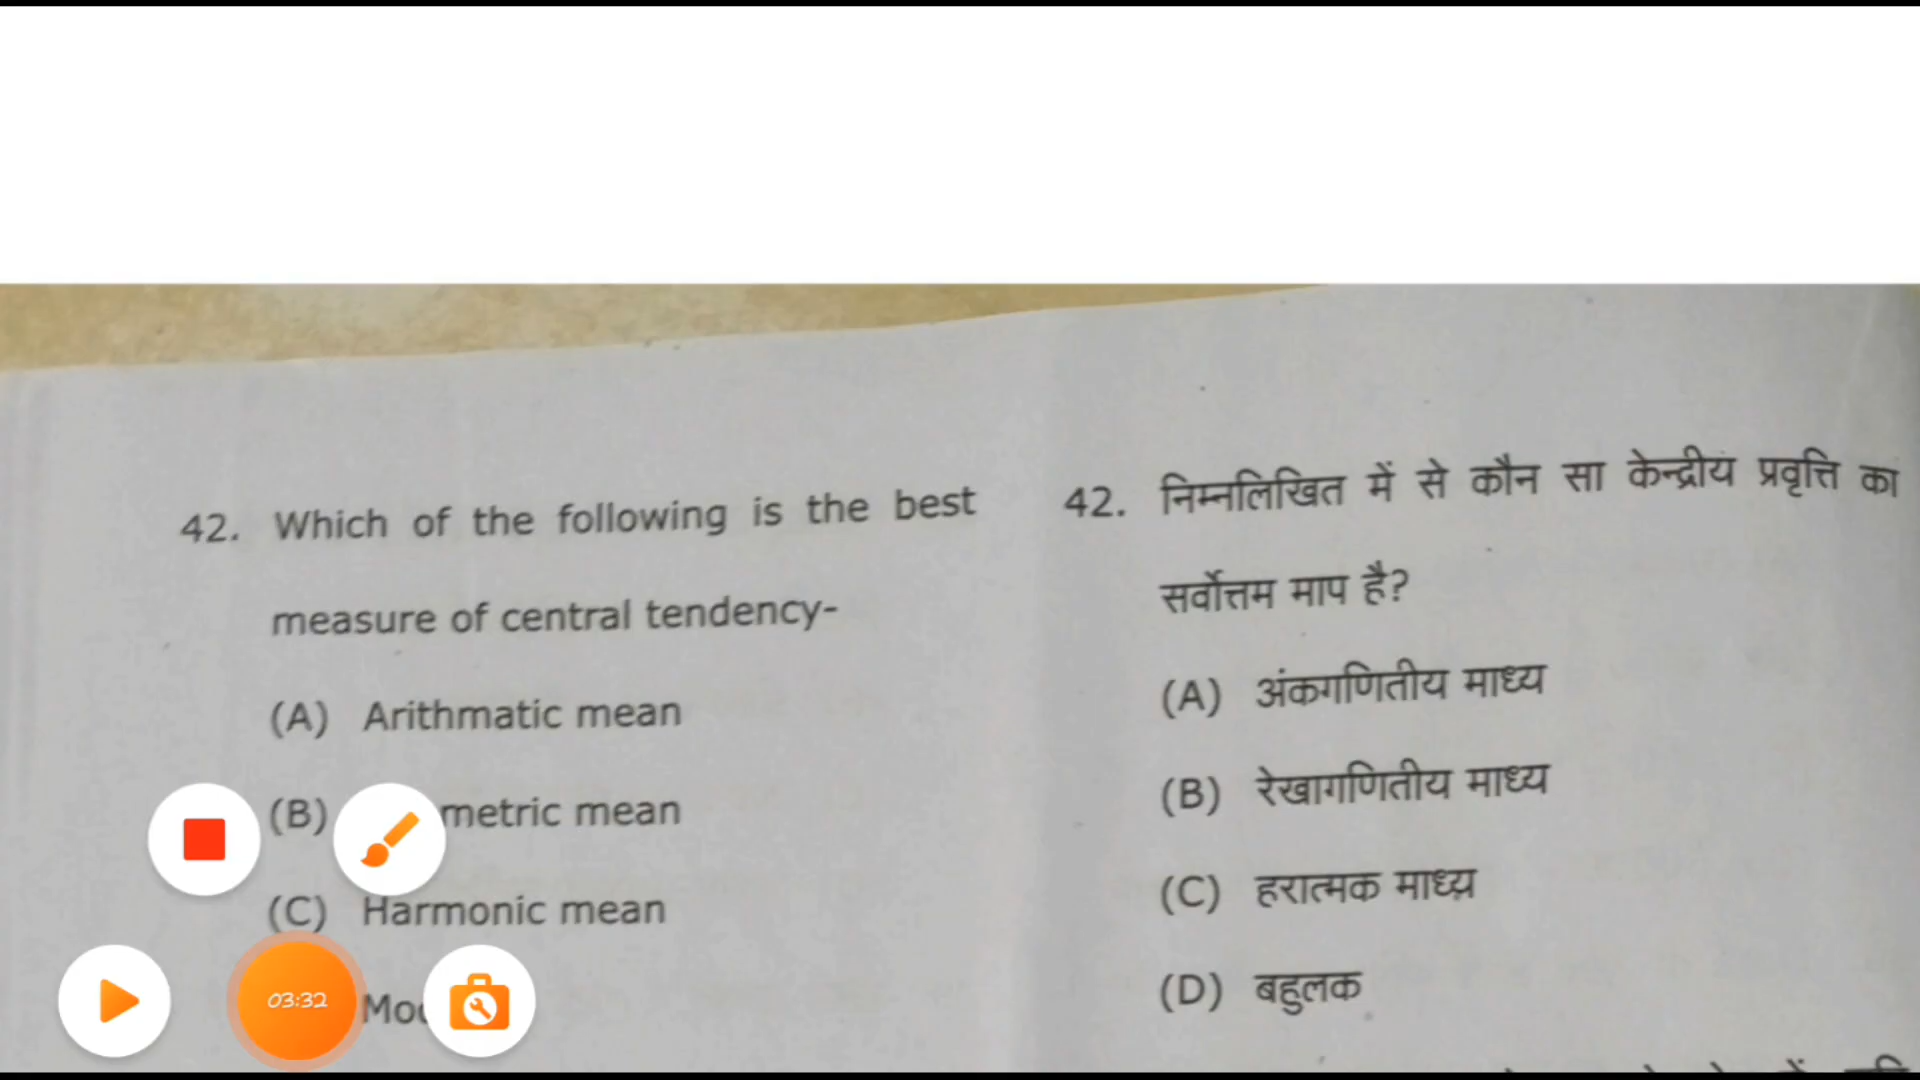 42. Which of the following is the best
measure of central tendency-
(A) Arithmatic mean
(B) metric mean
(C) Harmonic mean
42. निम्नलिखित में से कौन सा केन्द्रीय प्रवृत्ति का
सर्वोत्तम माप है?
(A) अंकगणितीय माध्य
(B) रेखागणितीय माध्य
(C) हरात्मक माध्य
(D) बहुलक
03:32